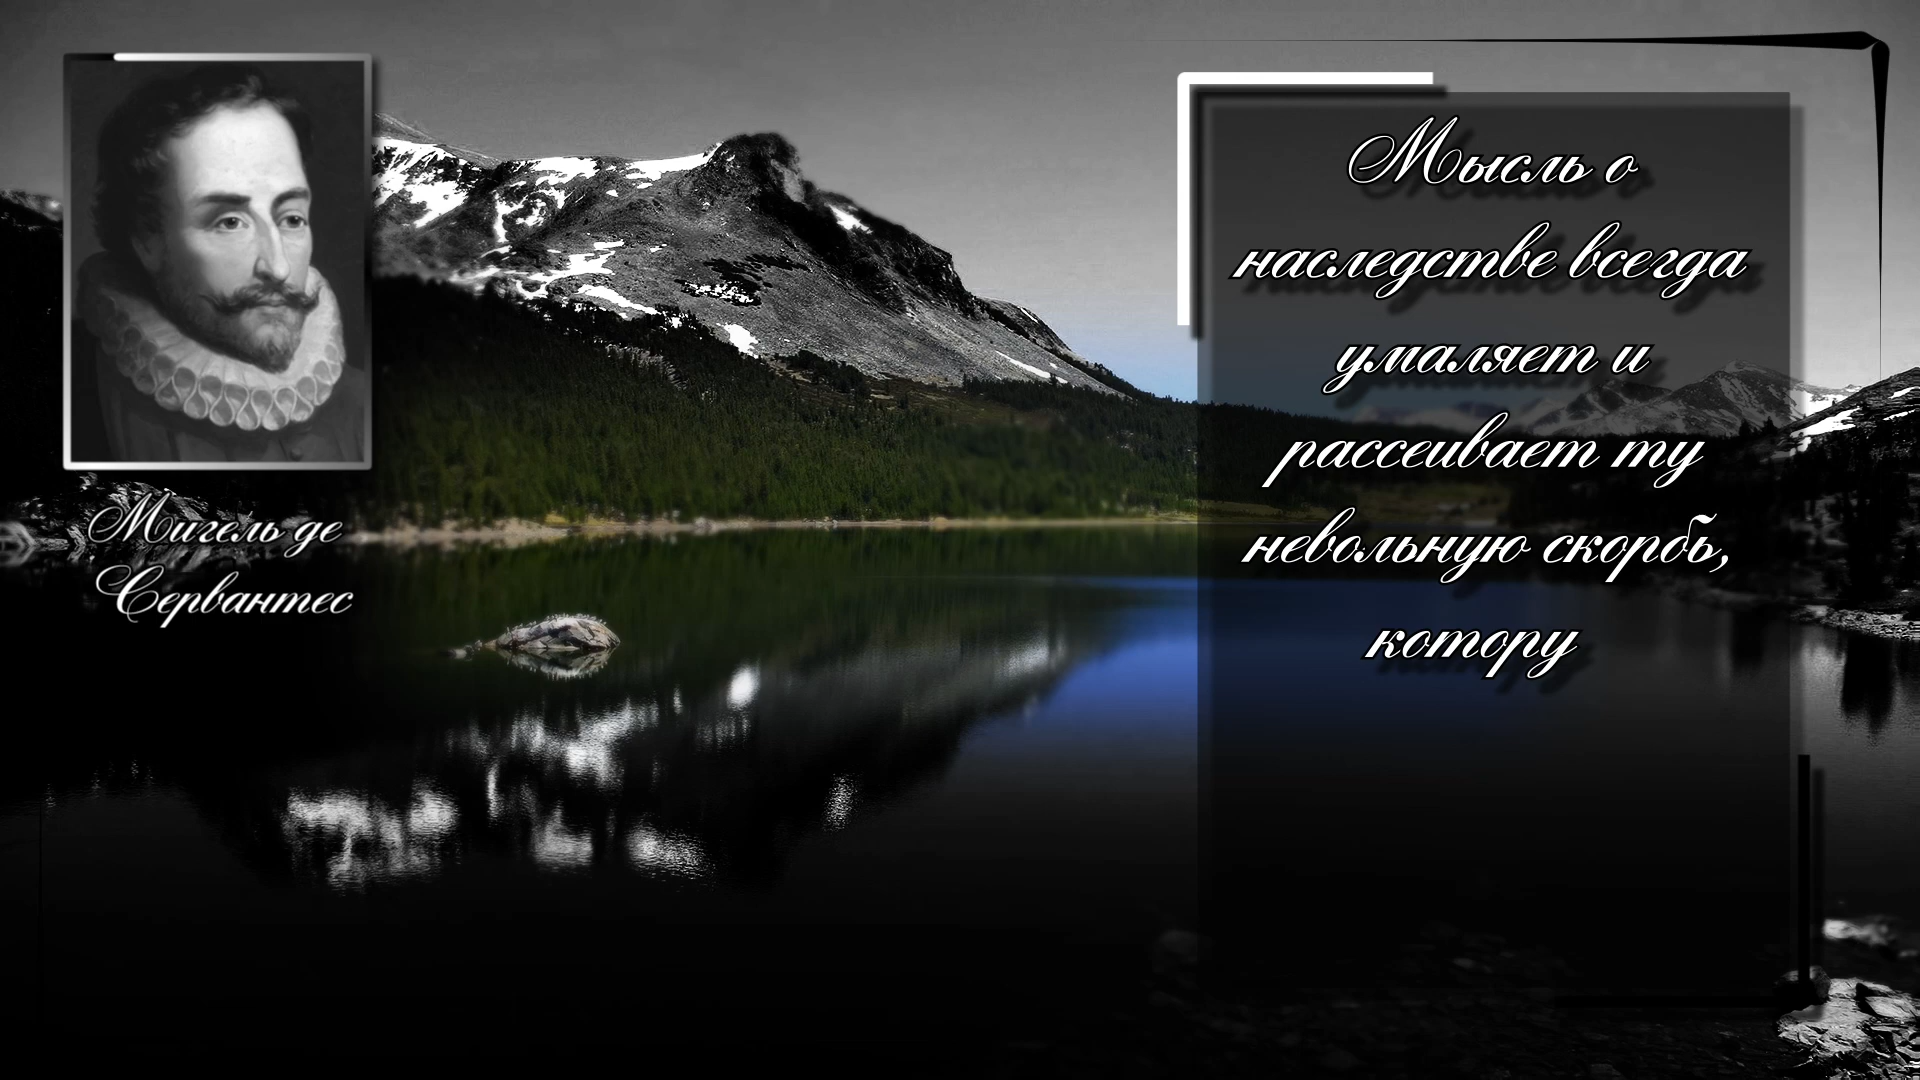 Мысль о
наследстве всегда
умаляет и
рассеивает ту
невольную скорбь,
котору
Мигель де
Сервантес